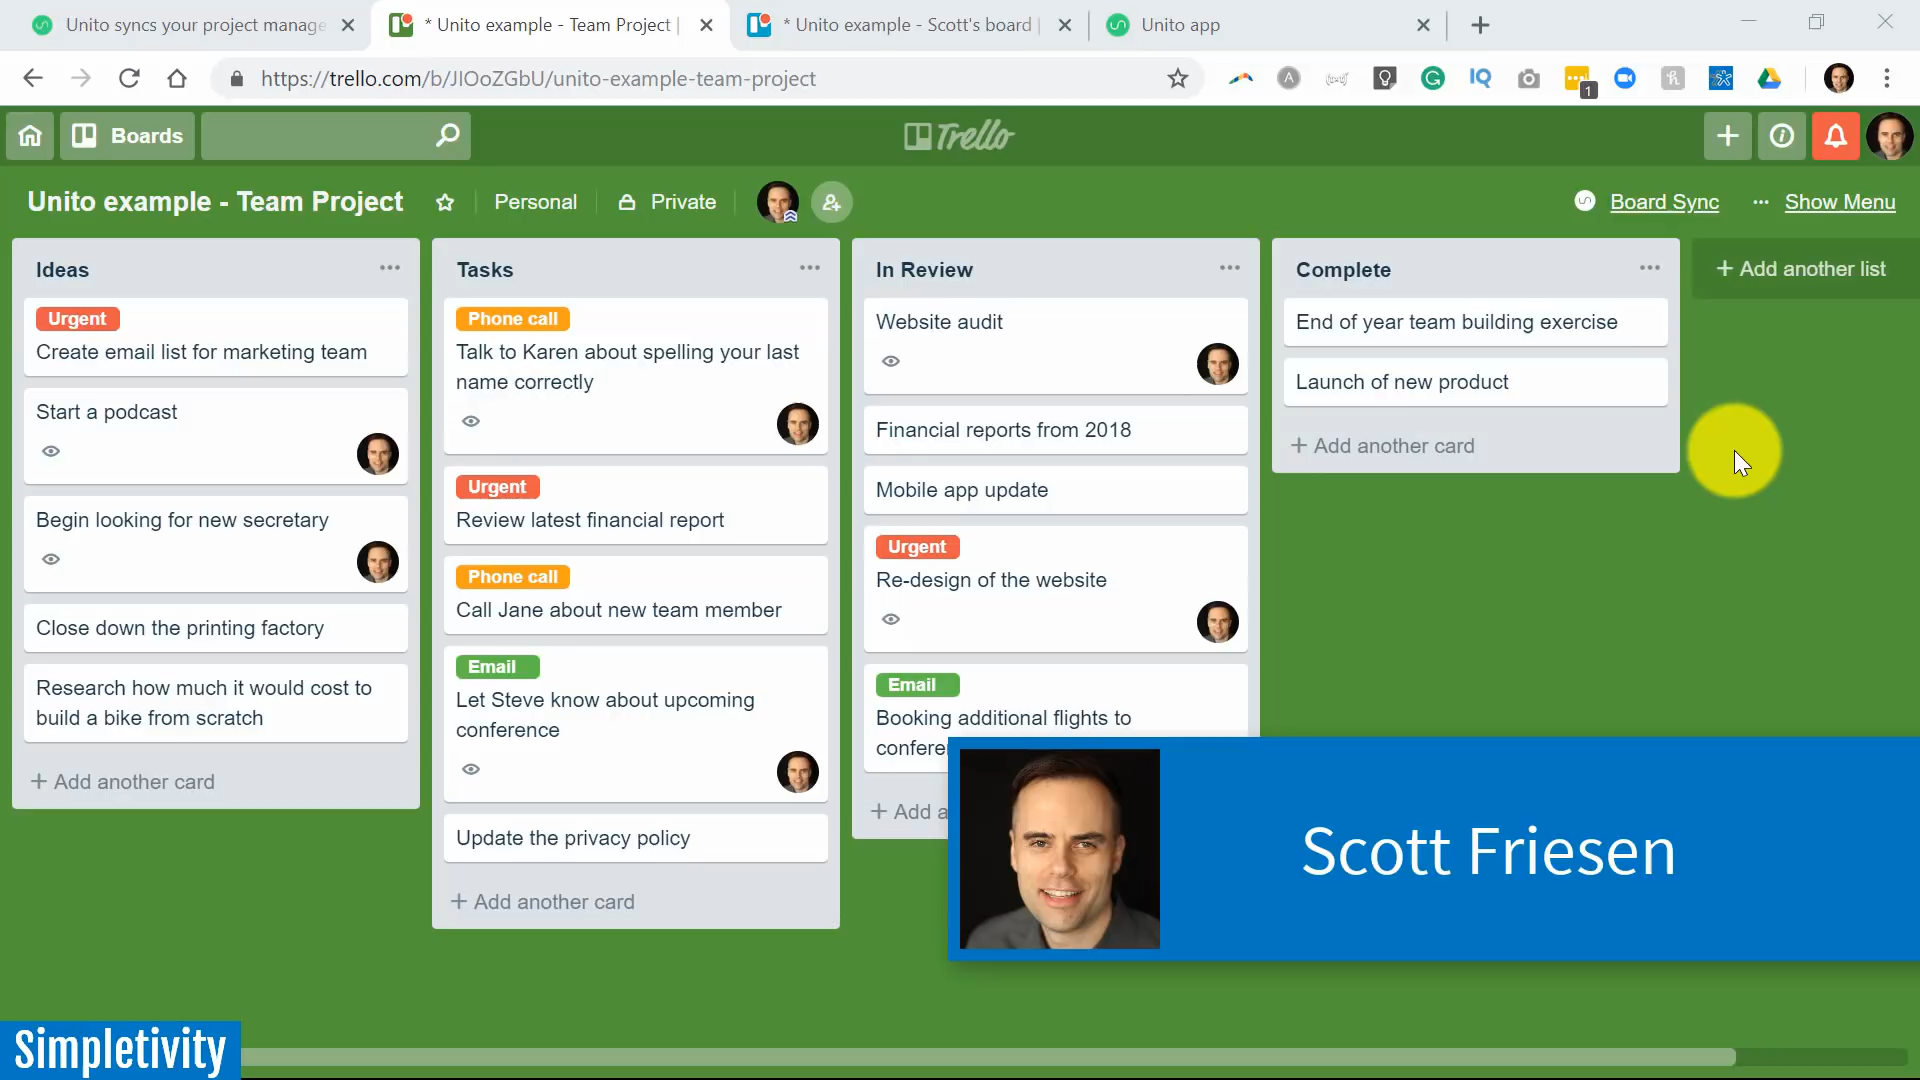 Unito syncs your project manage
* Unito example - Team Project |
* Unito example - Scott's board |
Unito app
https://trello.com/b/JIOoZGbU/unito-example-team-project
1
Boards
Trello
Unito example - Team Project
Personal
Private
Board Sync
Show Menu
Ideas
Urgent
Create email list for marketing team
Start a podcast
Begin looking for new secretary
Close down the printing factory
Research how much it would cost to
build a bike from scratch
+ Add another card
Tasks
Phone call
Talk to Karen about spelling your last
name correctly
Urgent
Review latest financial report
Phone call
Call Jane about new team member
Email
Let Steve know about upcoming
conference
Update the privacy policy
+ Add another card
In Review
Website audit
Financial reports from 2018
Mobile app update
Urgent
Re-design of the website
Email
Booking additional flights to
confere
+ Add a
Complete
End of year team building exercise
Launch of new product
+ Add another card
+ Add another list
Scott Friesen
Simpletivity